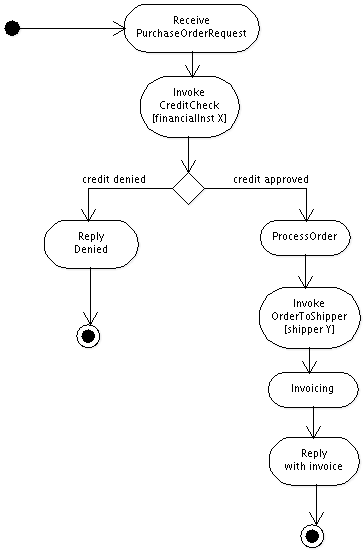 Receive
PurchaseOrderRequest
Invoke
CreditCheck
[financialInst X]
credit denied
credit approved
Reply
Denied
ProcessOrder
Invoke
OrderToShipper
[shipper Y]
Invoicing
Reply
with invoice